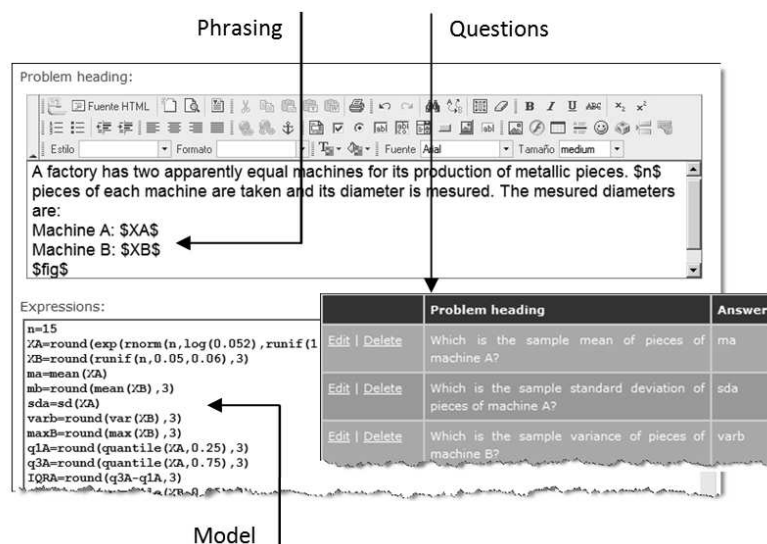 Phrasing
Questions
Problem heading:
Fuente HTML
B I U ABC x₂ x²
Estilo
Formato
Fuente Arial
Tamaño medium
A factory has two apparently equal machines for its production of metallic pieces. $n$
pieces of each machine are taken and its diameter is mesured. The mesured diameters
are:
Machine A: $XA$
Machine B: $XB$
$fig$
Expressions:
n=15
XA=round(exp(rnorm(n,log(0.052),runif(1
XB=round(runif(n,0.05,0.06),3)
ma=mean(XA)
mb=round(mean(XB),3)
sda=sd(XA)
varb=round(var(XB),3)
maxB=round(max(XB),3)
q1A=round(quantile(XA,0.25),3)
q3A=round(quantile(XA,0.75),3)
IQRA=round(q3A-q1A,3)
Problem heading Answer
Edit | Delete Which is the sample mean of pieces of ma
machine A?
Edit | Delete Which is the sample standard deviation of sda
pieces of machine A?
Edit | Delete Which is the sample variance of pieces of varb
machine B?
Model